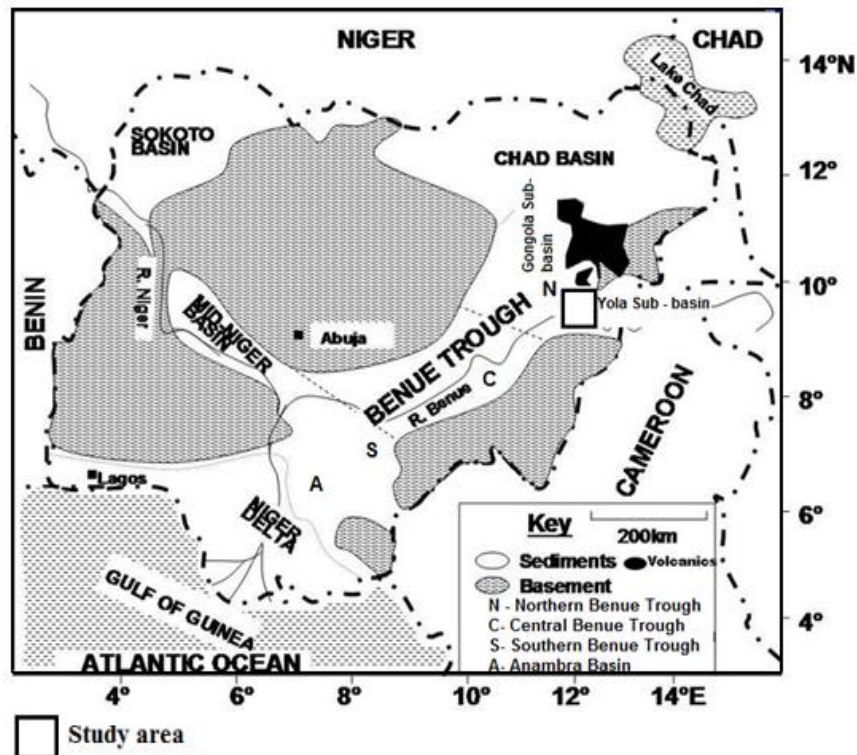 NIGER
CHAD
14°N
Lake Chad
SOKOTO
BASIN
12°
CHAD BASIN
Gongola Sub-
basin
BENIN
R. Niger
10°
N
Yola Sub - basin
MID-NIGER
BASIN
Abuja
BENUE TROUGH
R. Benue
C
8°
CAMEROON
S
Lagos
A
6°
NIGER
DELTA
Key
200km
Sediments
Volcanics
Basement
N - Northern Benue Trough
C- Central Benue Trough
S- Southern Benue Trough
A- Anambra Basin
4°
GULF OF GUINEA
ATLANTIC OCEAN
4°
6°
8°
10°
12°
14°E
Study area